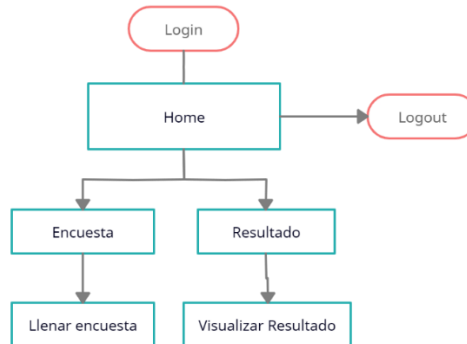 Login
Home
Logout
Encuesta
Resultado
Llenar encuesta
Visualizar Resultado